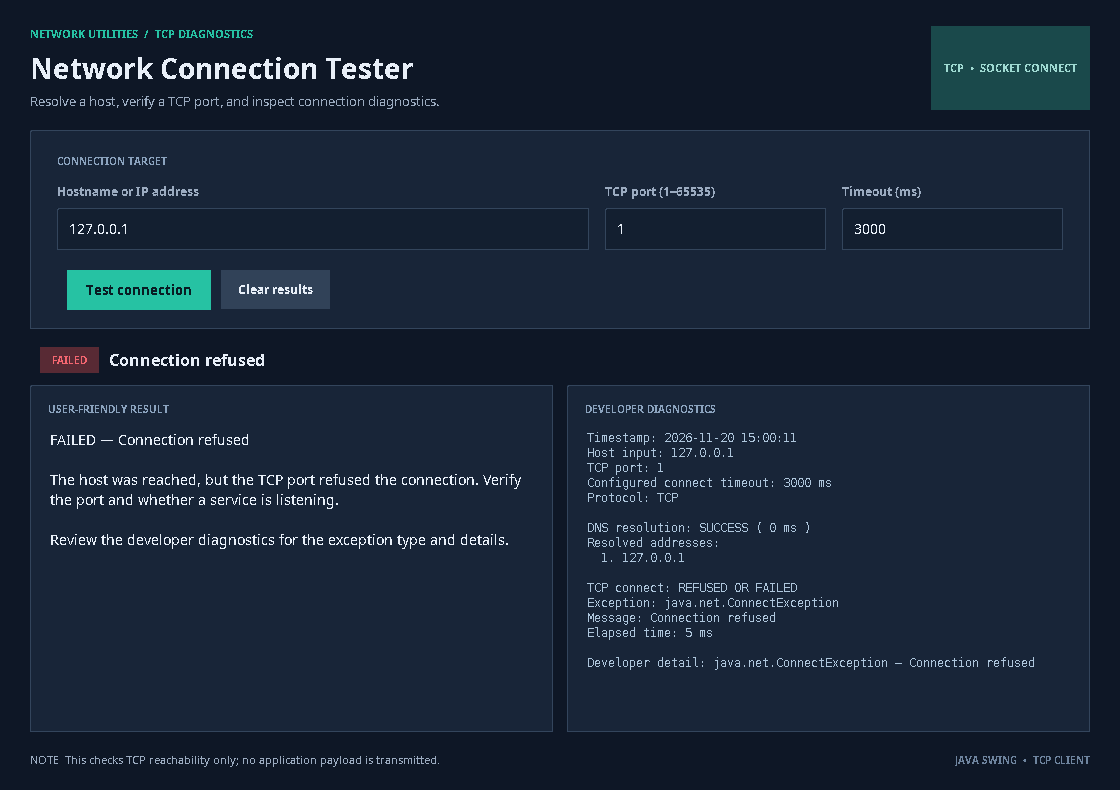 NETWORK UTILITIES / TCP DIAGNOSTICS
Network Connection Tester
Resolve a host, verify a TCP port, and inspect connection diagnostics.
TCP • SOCKET CONNECT
CONNECTION TARGET
Hostname or IP address
TCP port (1–65535)
Timeout (ms)
127.0.0.1
1
3000
Test connection
Clear results
FAILED
Connection refused
USER-FRIENDLY RESULT
FAILED — Connection refused
The host was reached, but the TCP port refused the connection. Verify
the port and whether a service is listening.
Review the developer diagnostics for the exception type and details.
DEVELOPER DIAGNOSTICS
Timestamp: 2026-11-20 15:00:11
Host input: 127.0.0.1
TCP port: 1
Configured connect timeout: 3000 ms
Protocol: TCP
DNS resolution: SUCCESS ( 0 ms )
Resolved addresses:
1. 127.0.0.1
TCP connect: REFUSED OR FAILED
Exception: java.net.ConnectException
Message: Connection refused
Elapsed time: 5 ms
Developer detail: java.net.ConnectException — Connection refused
NOTE This checks TCP reachability only; no application payload is transmitted.
JAVA SWING • TCP CLIENT